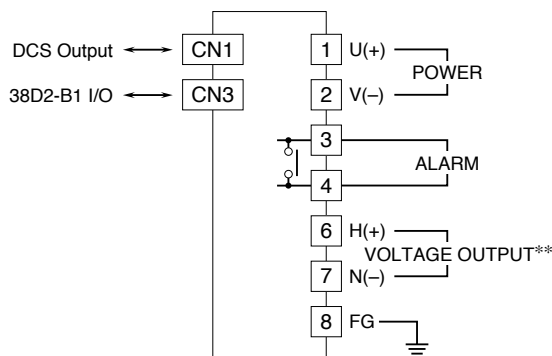 DCS Output CN1 1 U(+)
POWER
38D2-B1 I/O CN3 2 V(–)
3
ALARM
4
6 H(+)
VOLTAGE OUTPUT**
7 N(–)
8 FG